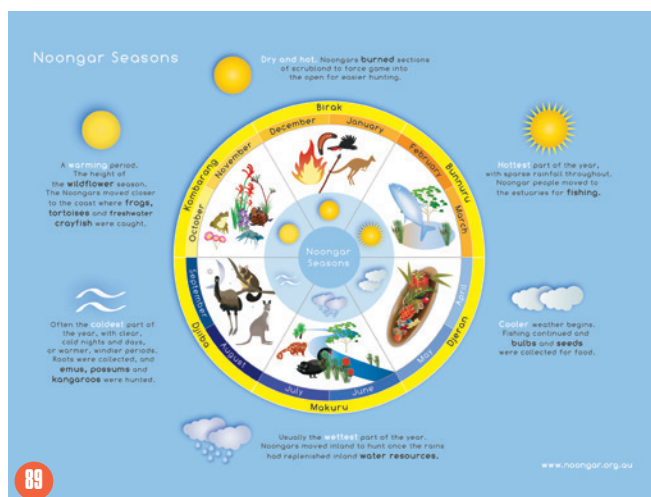 Noongar Seasons
Dry and hot. Noongars burned sections
of scrubland to force game into
the open for easier hunting.
A warming period.
The height of
the wildflower season.
The Noongars moved closer
to the coast where frogs,
tortoises and freshwater
crayfish were caught.
Hottest part of the year,
with sparse rainfall throughout.
Noongar people moved to
the estuaries for fishing.
Birak
December
January
Bunnuru
February
March
Djeran
April
May
Makuru
June
July
Djilba
August
September
Kambarang
October
November
Noongar
Seasons
Often the coldest part of
the year, with clear,
cold nights and days,
or warmer, windier periods.
Roots were collected, and
emus, possums and
kangaroos were hunted.
Cooler weather begins.
Fishing continued and
bulbs and seeds
were collected for food.
Usually the wettest part of the year.
Noongars moved inland to hunt once the rains
had replenished inland water resources.
www.noongar.org.au
89